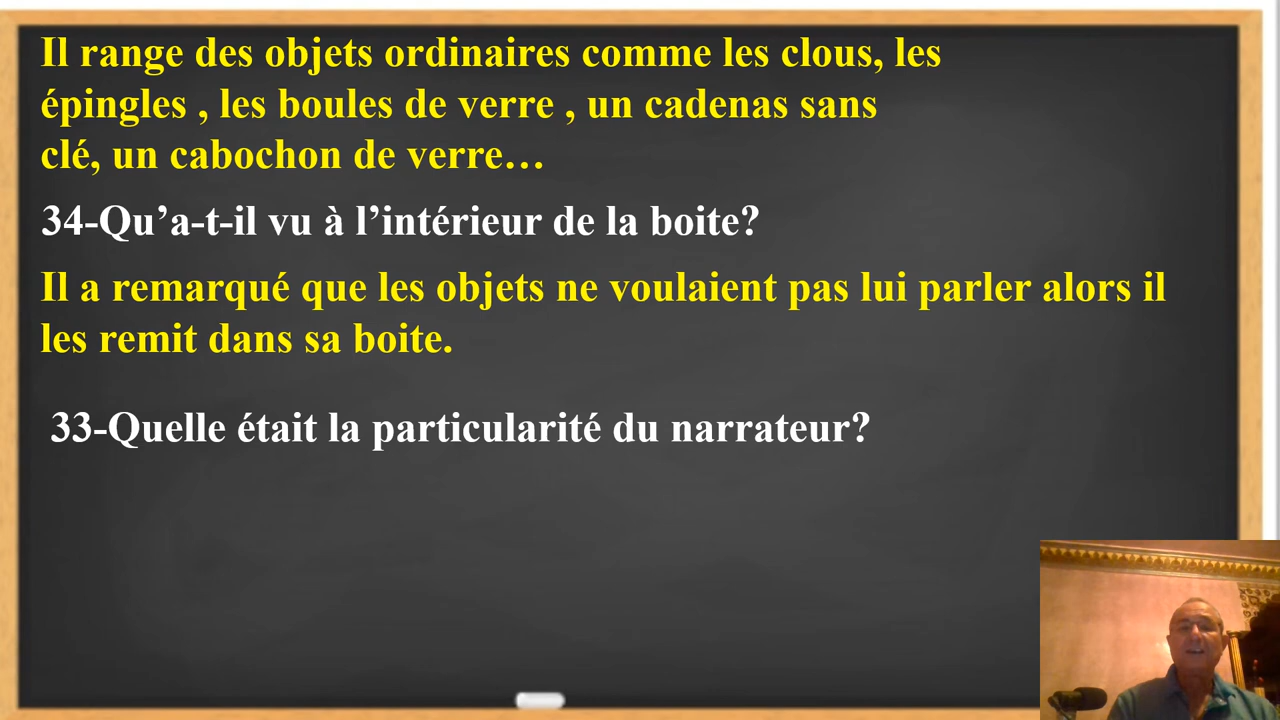 Il range des objets ordinaires comme les clous, les
épingles , les boules de verre , un cadenas sans
clé, un cabochon de verre…
34-Qu’a-t-il vu à l’intérieur de la boite?
Il a remarqué que les objets ne voulaient pas lui parler alors il
les remit dans sa boite.
33-Quelle était la particularité du narrateur?